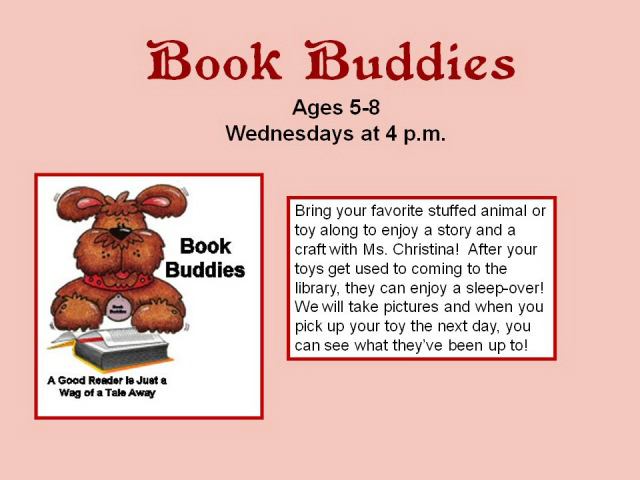 Book Buddies
Ages 5-8
Wednesdays at 4 p.m.
Book
Buddies
Book
Buddies
A Good Reader is Just a
Wag of a Tale Away
Bring your favorite stuffed animal or
toy along to enjoy a story and a
craft with Ms. Christina!  After your
toys get used to coming to the
library, they can enjoy a sleep-over!
We will take pictures and when you
pick up your toy the next day, you
can see what they've been up to!